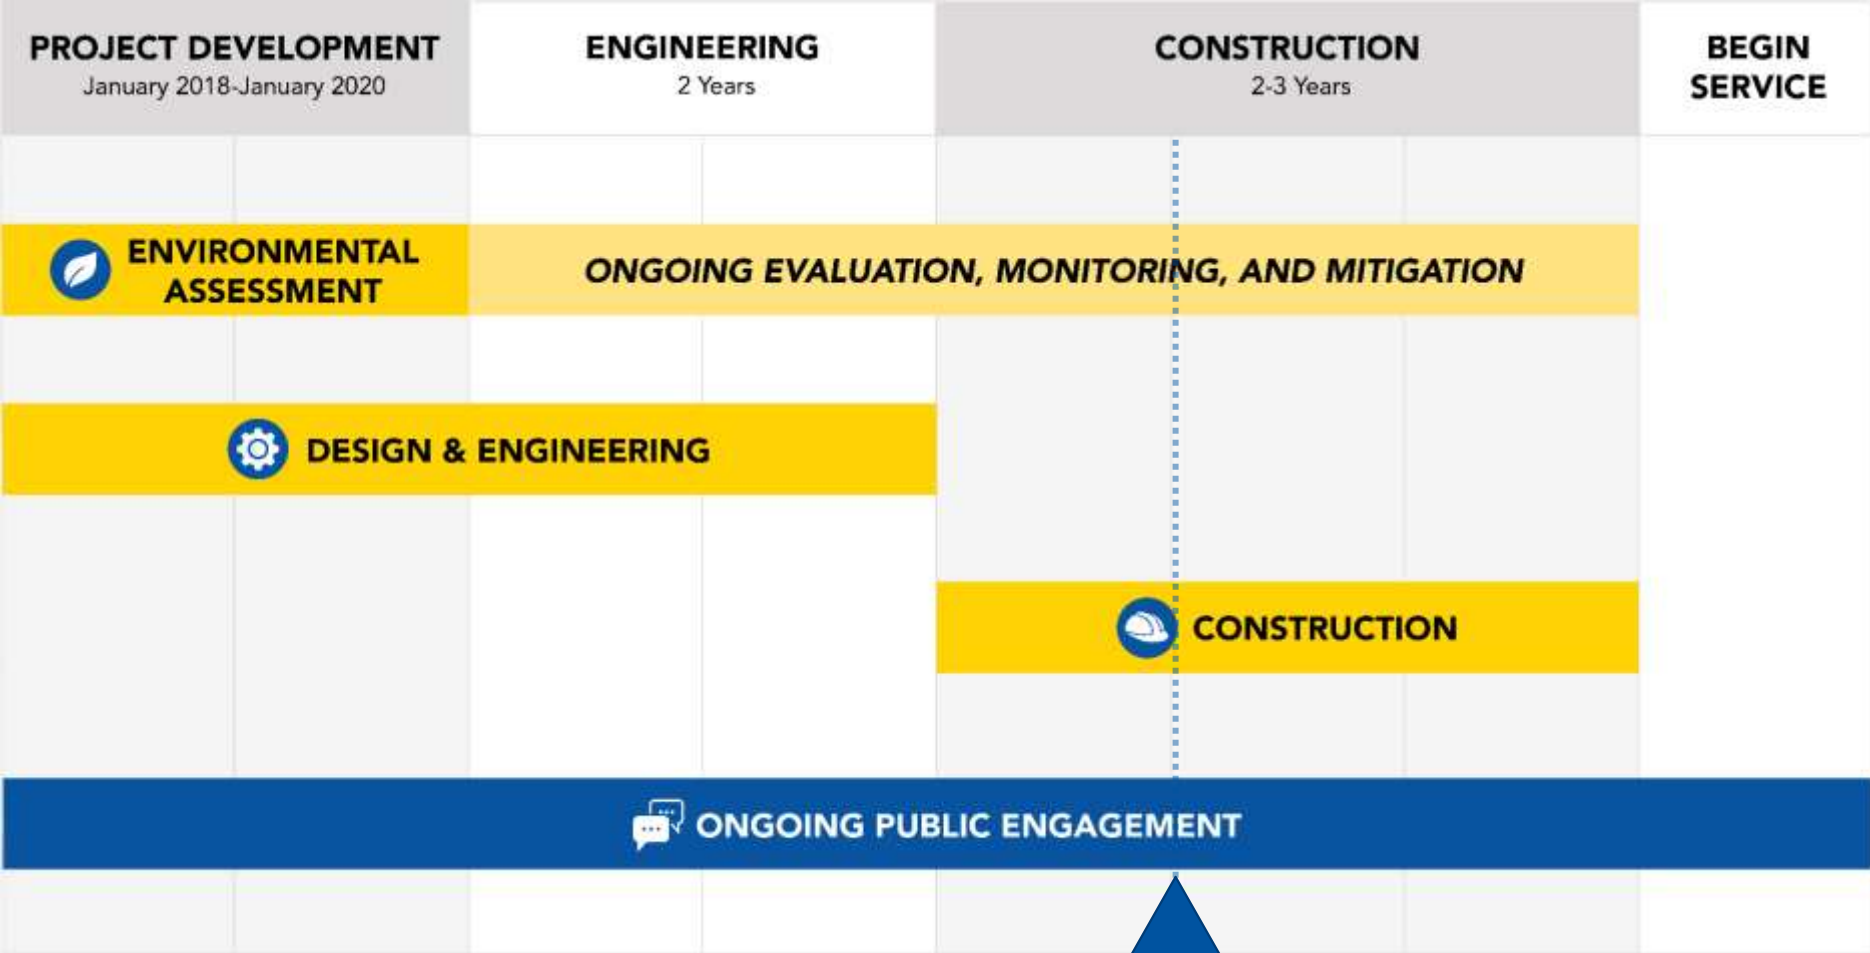 PROJECT DEVELOPMENT
January 2018-January 2020
ENGINEERING
2 Years
CONSTRUCTION
2-3 Years
BEGIN
SERVICE
ENVIRONMENTAL
ASSESSMENT
ONGOING EVALUATION, MONITORING, AND MITIGATION
DESIGN & ENGINEERING
CONSTRUCTION
ONGOING PUBLIC ENGAGEMENT